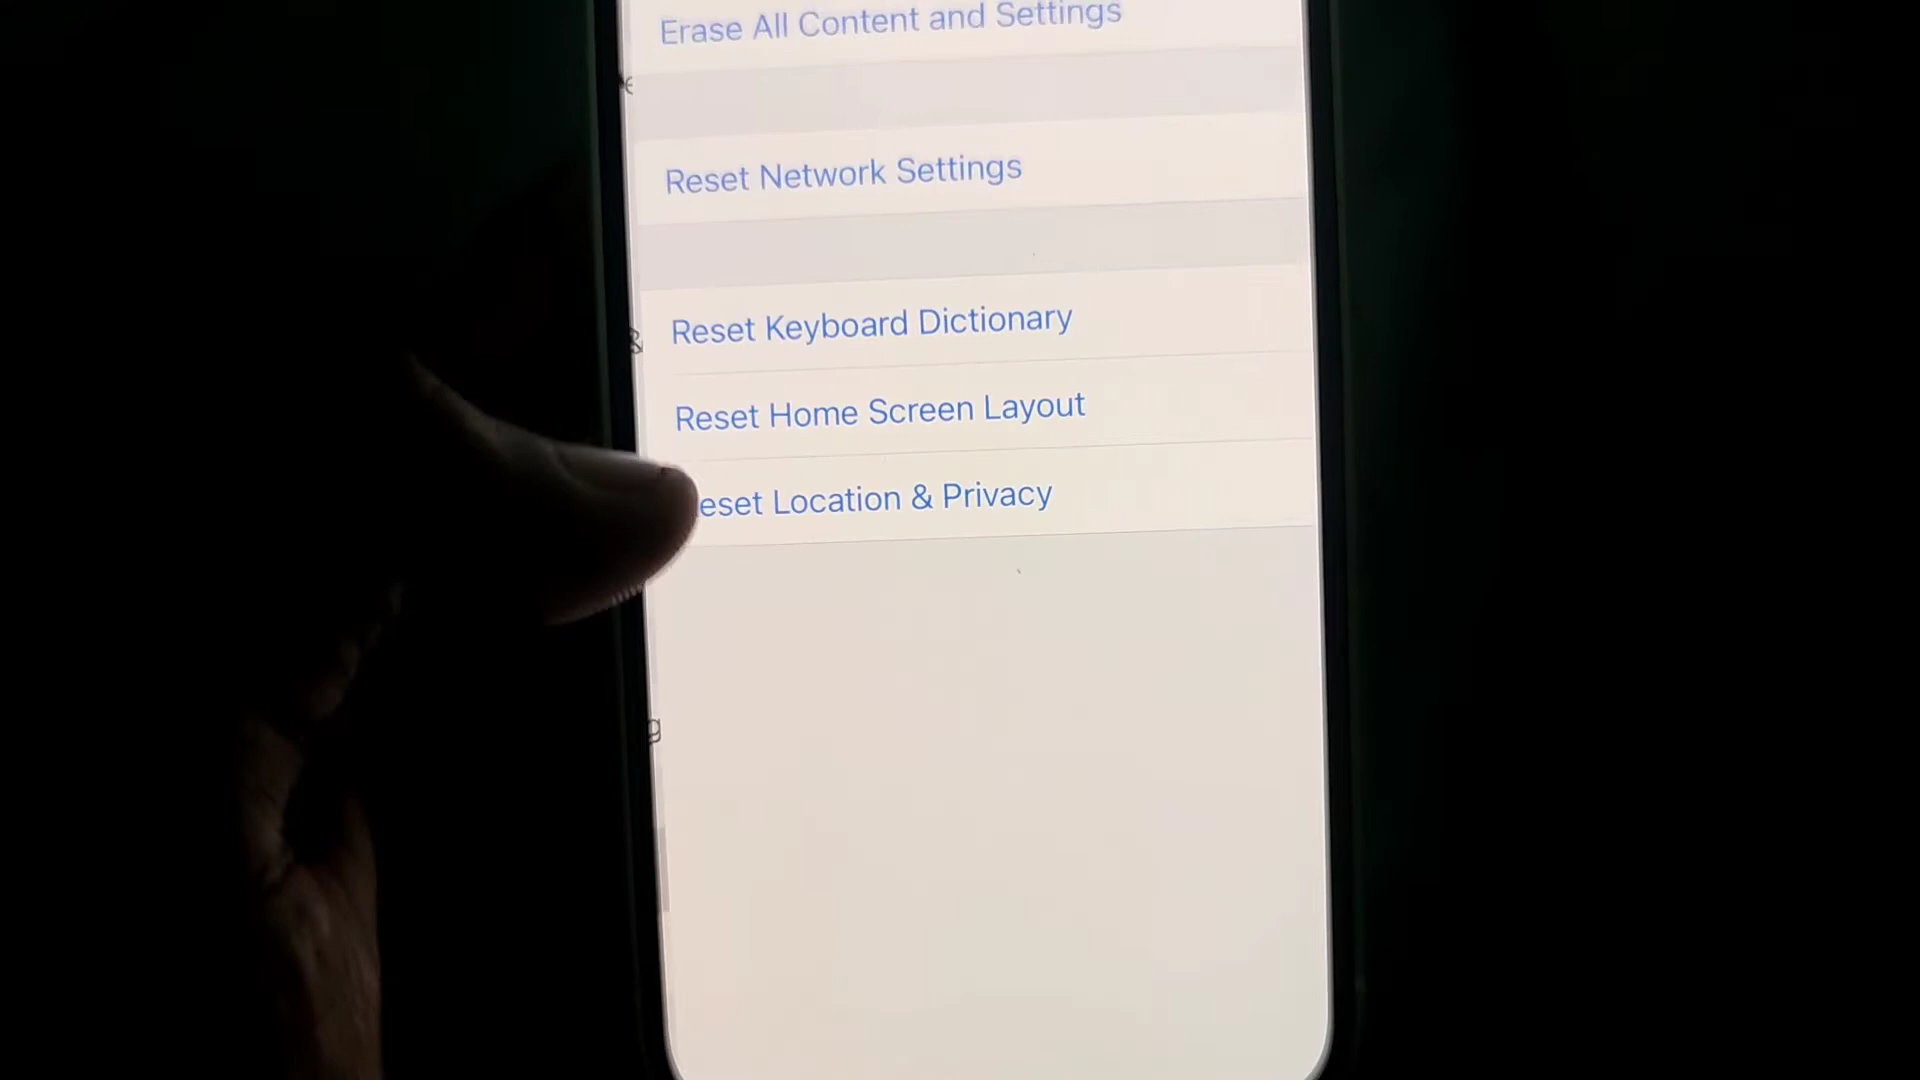 Erase All Content and Settings
Reset Network Settings
Reset Keyboard Dictionary
&
Reset Home Screen Layout
eset Location & Privacy
g